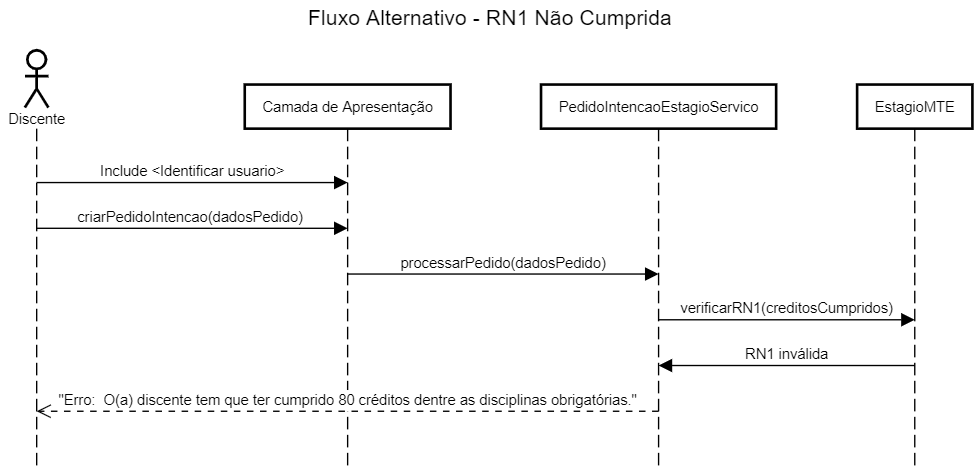 Fluxo Alternativo - RN1 Não Cumprida
Discente
Camada de Apresentação
PedidoIntencaoEstagioServico
EstagioMTE
Include <Identificar usuario>
criarPedidoIntencao(dadosPedido)
processarPedido(dadosPedido)
verificarRN1(creditosCumpridos)
RN1 inválida
"Erro:  O(a) discente tem que ter cumprido 80 créditos dentre as disciplinas obrigatórias."